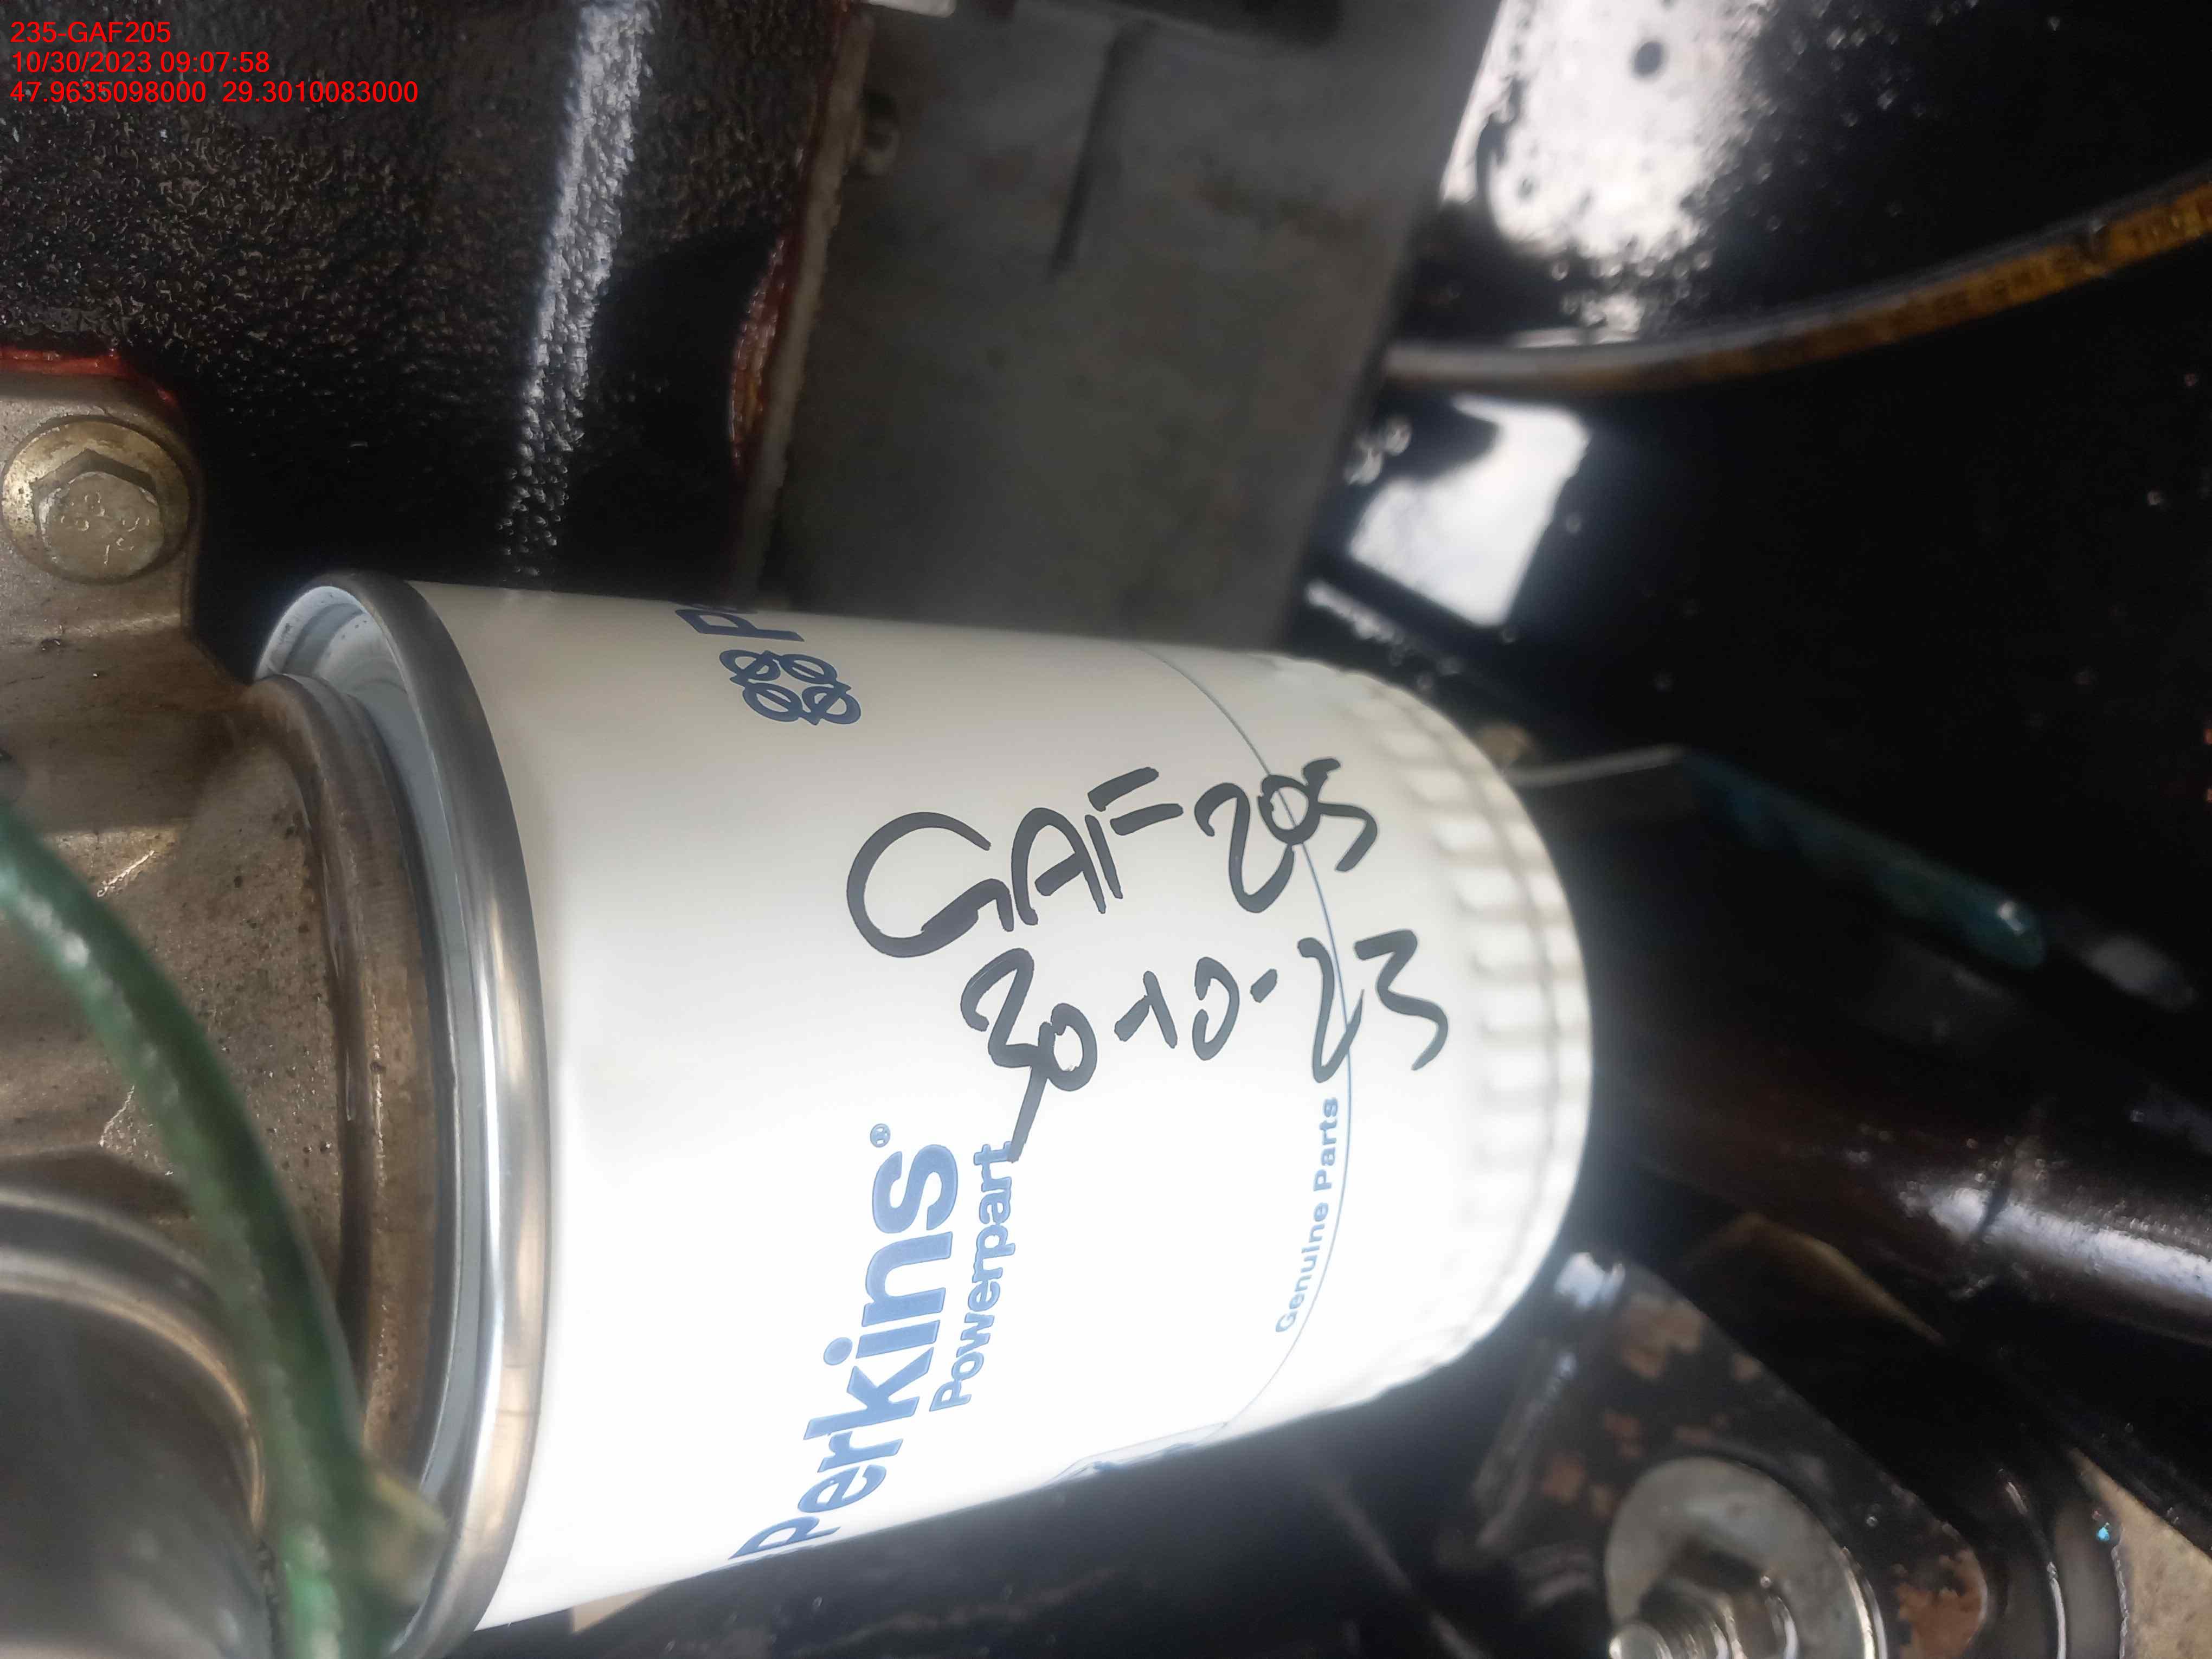 235-GAF205
10/30/2023 09:07:58
47.9635098000 29.3010083000
GAF-205
30-10-23
Perkins®
Powerpart
Genuine Parts